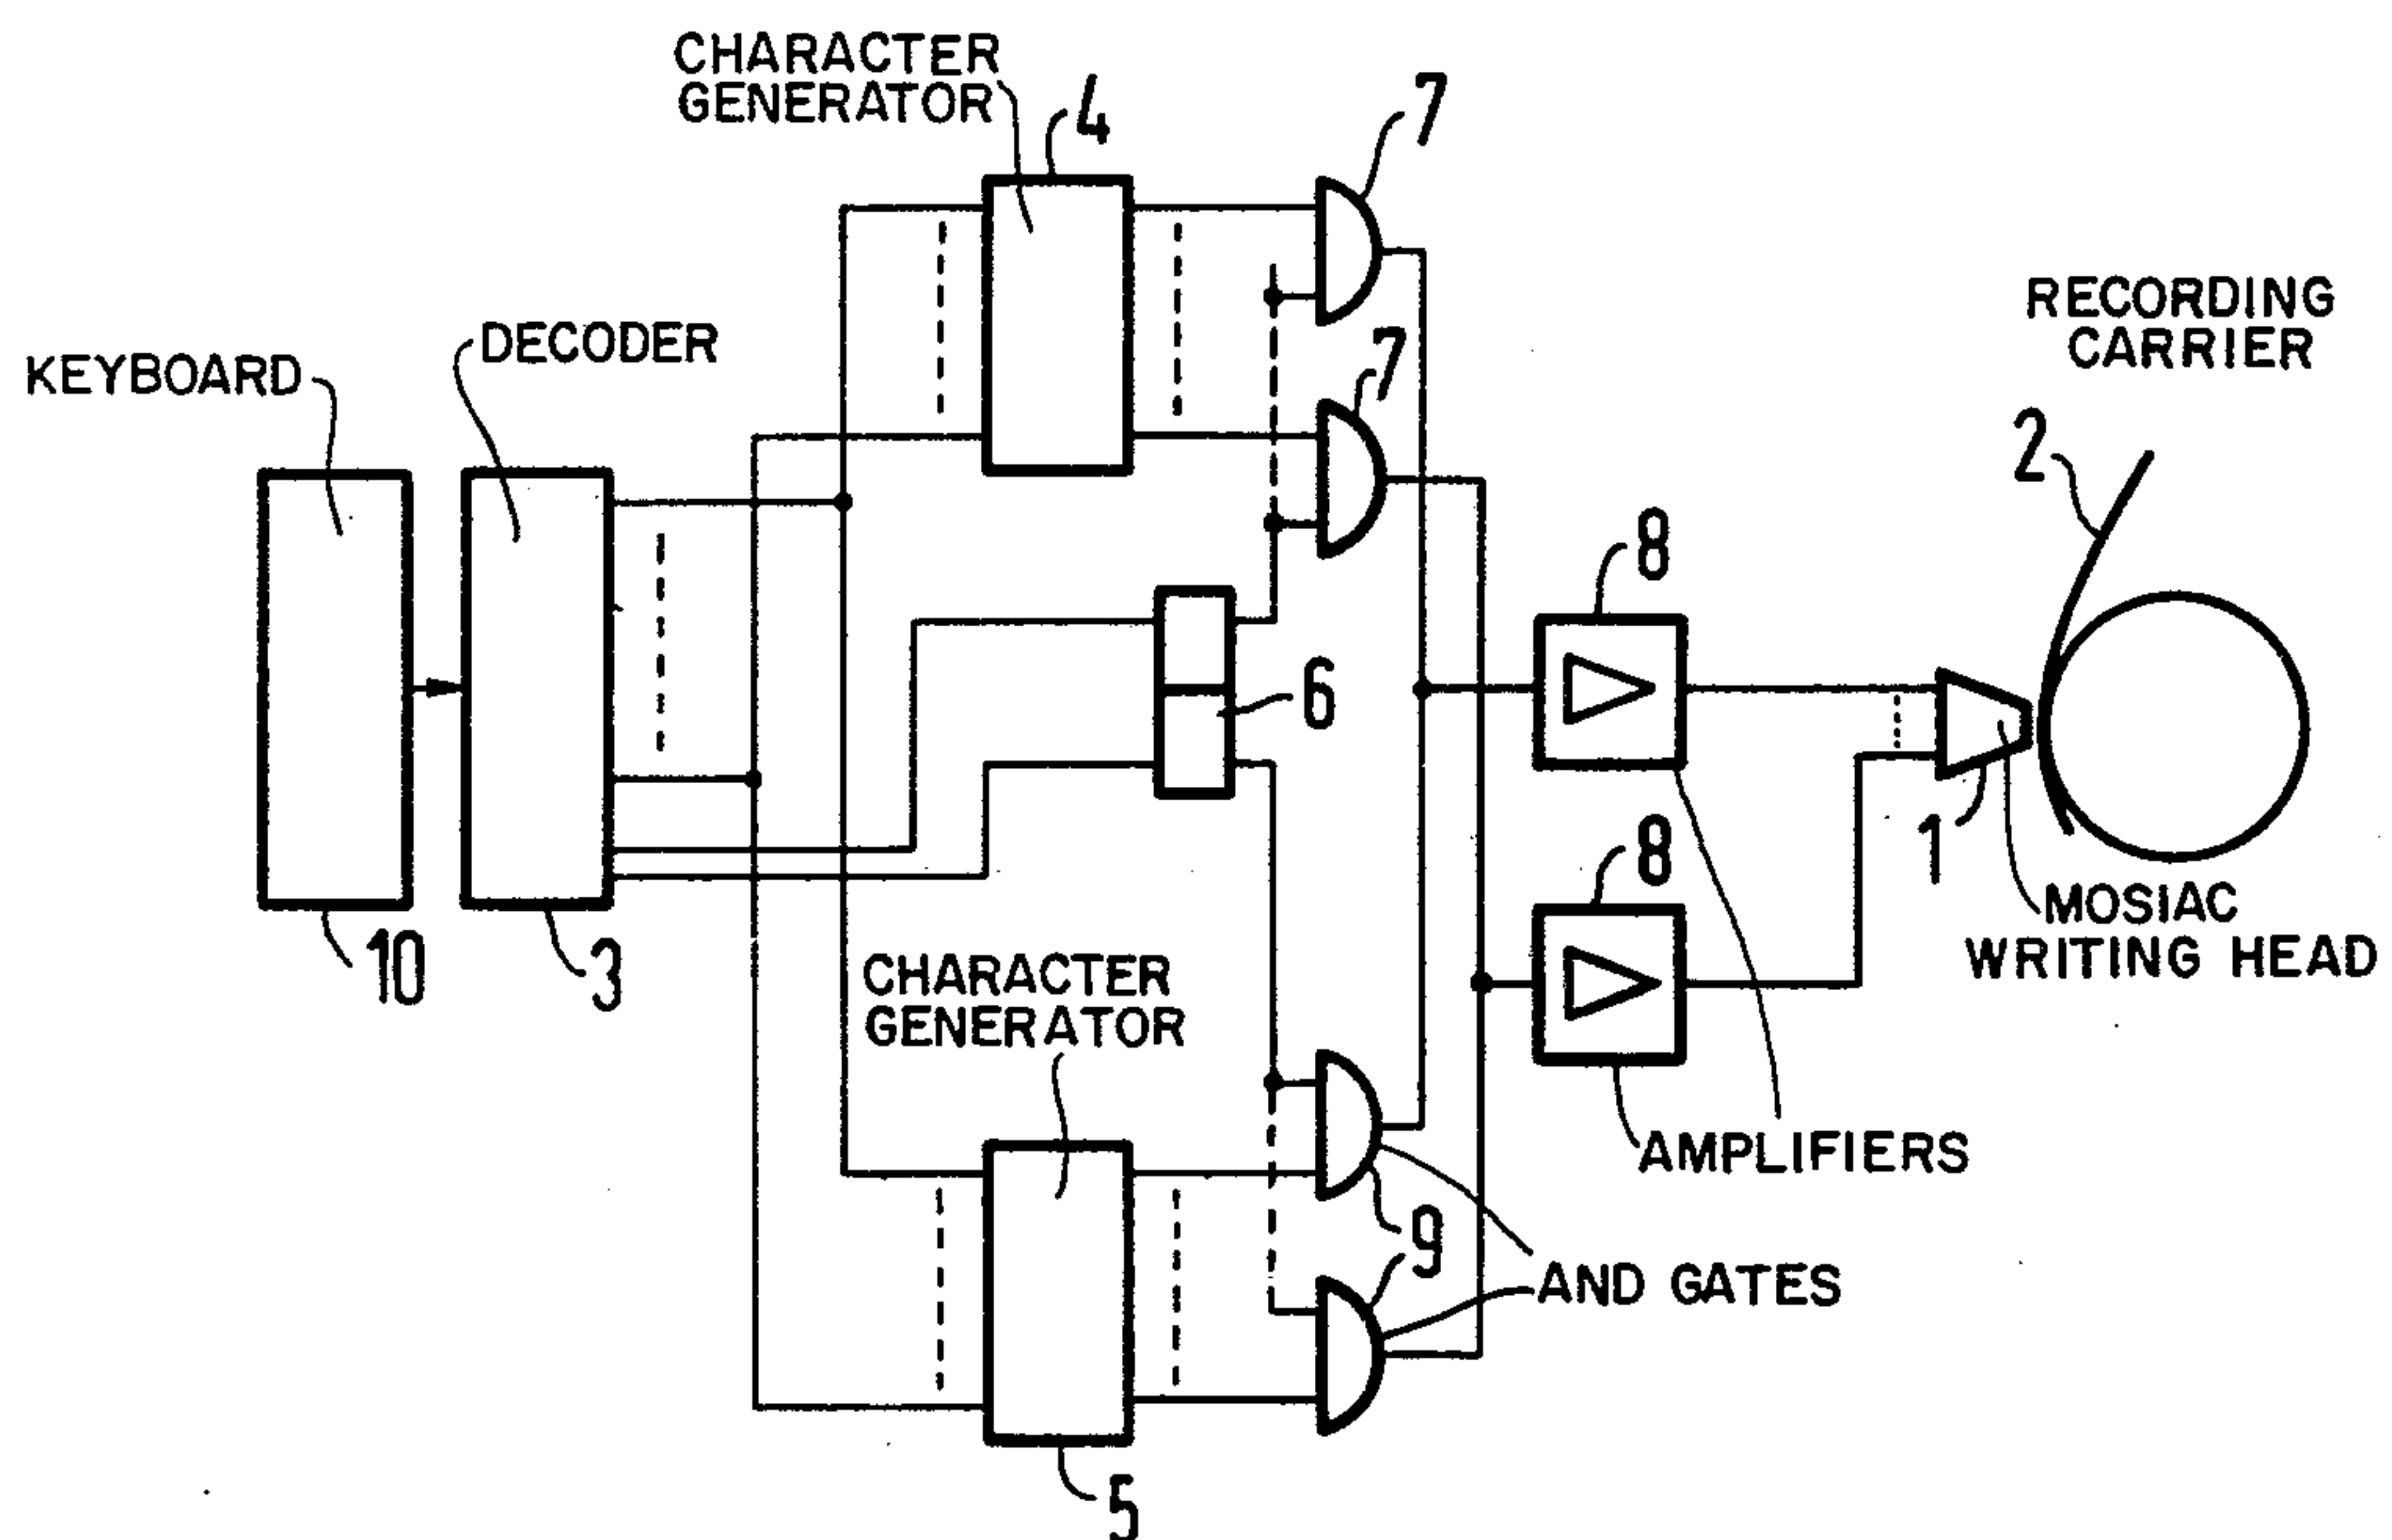 CHARACTER
GENERATOR
4
7
RECORDING
CARRIER
KEYBOARD
DECODER
7
2
8
6
8
1
MOSIAC
WRITING HEAD
10
3
CHARACTER
GENERATOR
AMPLIFIERS
9
AND GATES
5